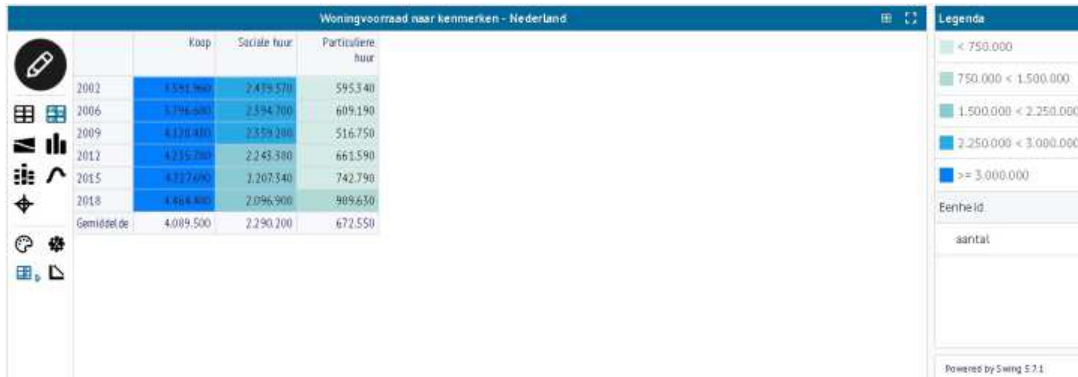 Woningvoorraad naar kenmerken - Nederland
Koop Sociale huur Particuliere
huur
2002 3.591.960 2.439.570 595.340
2006 3.796.680 2.394.700 609.190
2009 4.120.430 2.359.200 516.750
2012 4.235.780 2.243.380 661.590
2015 4.327.690 2.207.340 742.790
2018 4.464.480 2.096.900 909.630
Gemiddelde 4.089.500 2.290.200 672.550
Legenda
< 750.000
750.000 < 1.500.000
1.500.000 < 2.250.000
2.250.000 < 3.000.000
>= 3.000.000
Eenheid
aantal
Powered by Swing 5.7.1